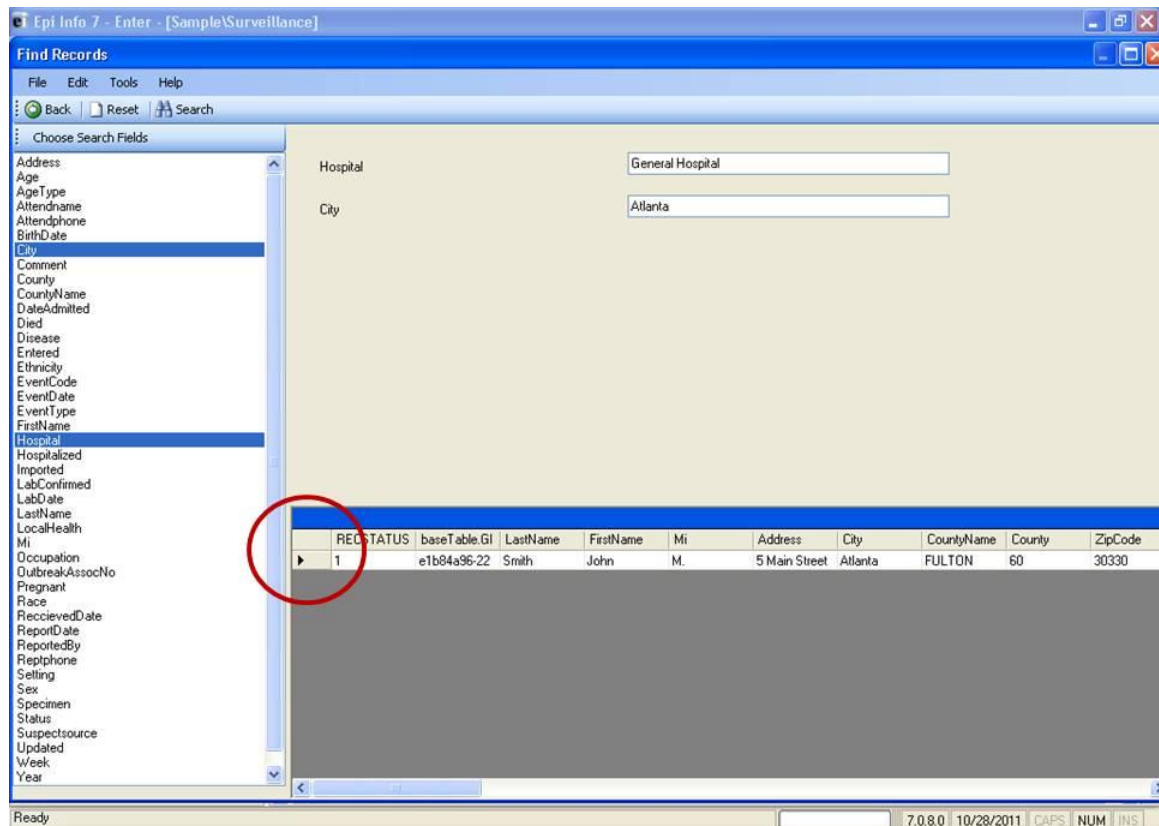 Epi Info 7 - Enter - [Sample\Surveillance]
Find Records
File Edit Tools Help
Back Reset Search
Choose Search Fields
Address
Age
AgeType
Attendname
Attendphone
BirthDate
City
Comment
County
CountyName
DateAdmitted
Died
Disease
Entered
Ethnicity
EventCode
EventDate
EventType
FirstName
Hospital
Hospitalized
Imported
LabConfirmed
LabDate
LastName
LocalHealth
Mi
Occupation
OutbreakAssocNo
Pregnant
Race
ReccievedDate
ReportDate
ReportedBy
Reptphone
Setting
Sex
Specimen
Status
Suspectsource
Updated
Week
Year
Hospital General Hospital
City Atlanta
RECSTATUS baseTable.Gl LastName FirstName Mi Address City CountyName County ZipCode
1 e1b84a96-22 Smith John M. 5 Main Street Atlanta FULTON 60 30330
Ready 7.0.8.0 10/28/2011 CAPS NUM INS